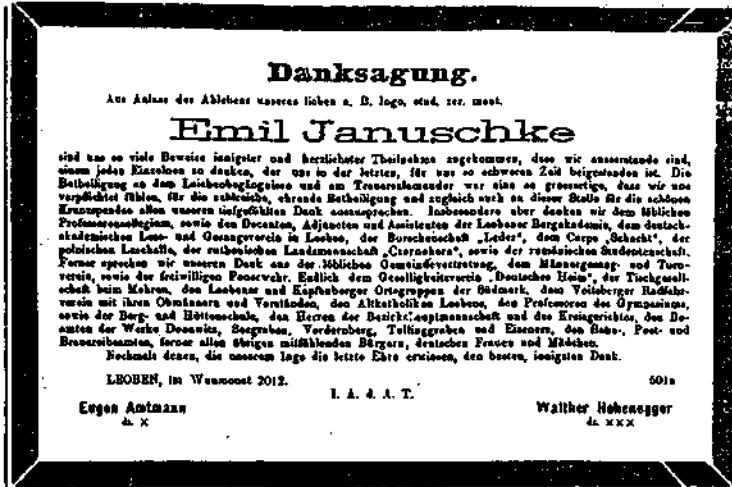 Danksagung.
Aus Anlass des Ablebens unseres lieben a. B. Iago, stud. rer. mont.
Emil Januschke
sind uns so viele Beweise innigster und herzlichster Theilnahme zugekommen, dass wir ausserstande sind,
einem jeden Einzelnen zu danken, der uns in der letzten, für uns so schweren Zeit beigestanden ist. Die
Betheiligung an dem Leichenbegängnisse und am Trauersalamander war eine so grossartige, dass wir uns
verpflichtet fühlen, für die zahlreiche, ehrende Betheiligung und zugleich auch an dieser Stelle für die schönen
Kranzspenden allen unseren tiefgefühlten Dank auszusprechen. Insbesondere aber danken wir dem löblichen
Professorencollegium, sowie den Docenten, Adjuncten und Assistenten der Leobener Bergakademie, dem deutsch-
akademischen Lese- und Gesangverein in Leoben, der Burschenschaft „Leder“, dem Corps „Schacht“, der
polnischen Lesehalle, der ruthenischen Landsmannschaft „Czernahora“, sowie der rumänischen Studentenschaft.
Ferner sprechen wir unseren Dank aus der löblichen Gemeindevertretung, dem Männergesang- und Turn-
verein, sowie der freiwilligen Feuerwehr. Endlich dem Geselligkeitsverein „Deutsches Heim“, der Tischgesell-
schaft beim Mohren, den Leobener und Kapfenberger Ortsgruppen der Südmark, dem Voitsberger Radfahr-
verein mit ihren Obmännern und Vorständen, den Altkatholiken Leobens, den Professoren des Gymnasiums,
sowie der Berg- und Hüttenschule, den Herren der Bezirkshauptmannschaft und des Kreisgerichtes, den Be-
amten der Werke Donawitz, Seegraben, Vordernberg, Tollinggraben und Eisenerz, den Bahn-, Post- und
Brauereibeamten, ferner allen übrigen mitfühlenden Bürgern, deutschen Frauen und Mädchen.
Nochmals denen, die unserem Iago die letzte Ehre erwiesen, den besten, innigsten Dank.
LEOBEN, im Wunmonat 2012. 501a
I. A. d. A. T.
Eugen Amtmann Walther Hohenegger
dz. X dz. XXX